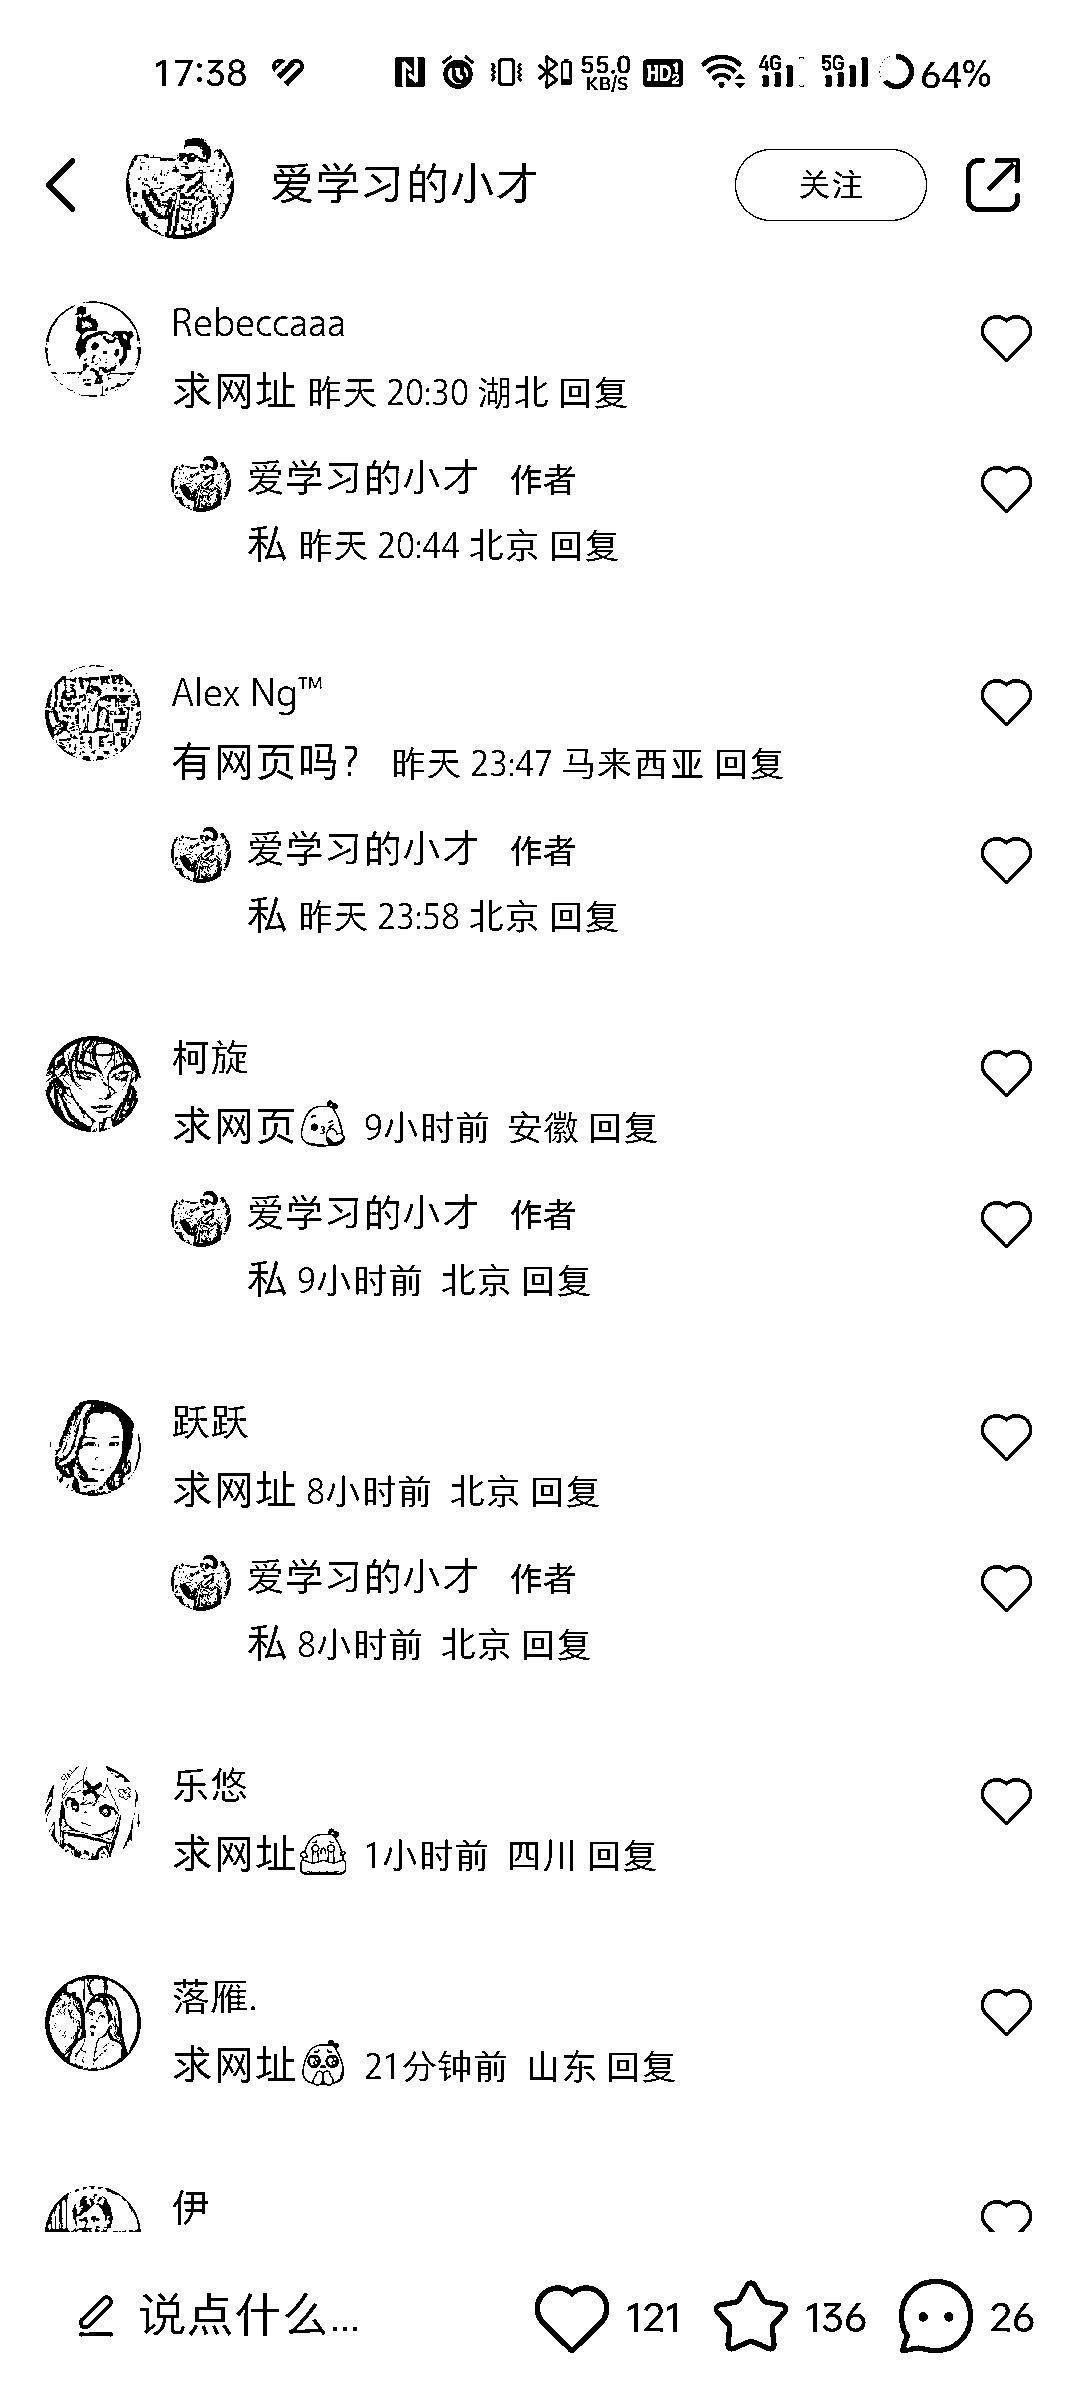 17:38 55.0 KB/S HD 1 2 4G 5G 64%
爱学习的小才 关注
Rebeccaaa
求网址 昨天 20:30 湖北 回复
爱学习的小才 作者
私 昨天 20:44 北京 回复
Alex Ng™
有网页吗? 昨天 23:47 马来西亚 回复
爱学习的小才 作者
私 昨天 23:58 北京 回复
柯旋
求网页 9小时前 安徽 回复
爱学习的小才 作者
私 9小时前 北京 回复
跃跃
求网址 8小时前 北京 回复
爱学习的小才 作者
私 8小时前 北京 回复
乐悠
求网址 1小时前 四川 回复
落雁.
求网址 21分钟前 山东 回复
伊
说点什么... 121 136 26